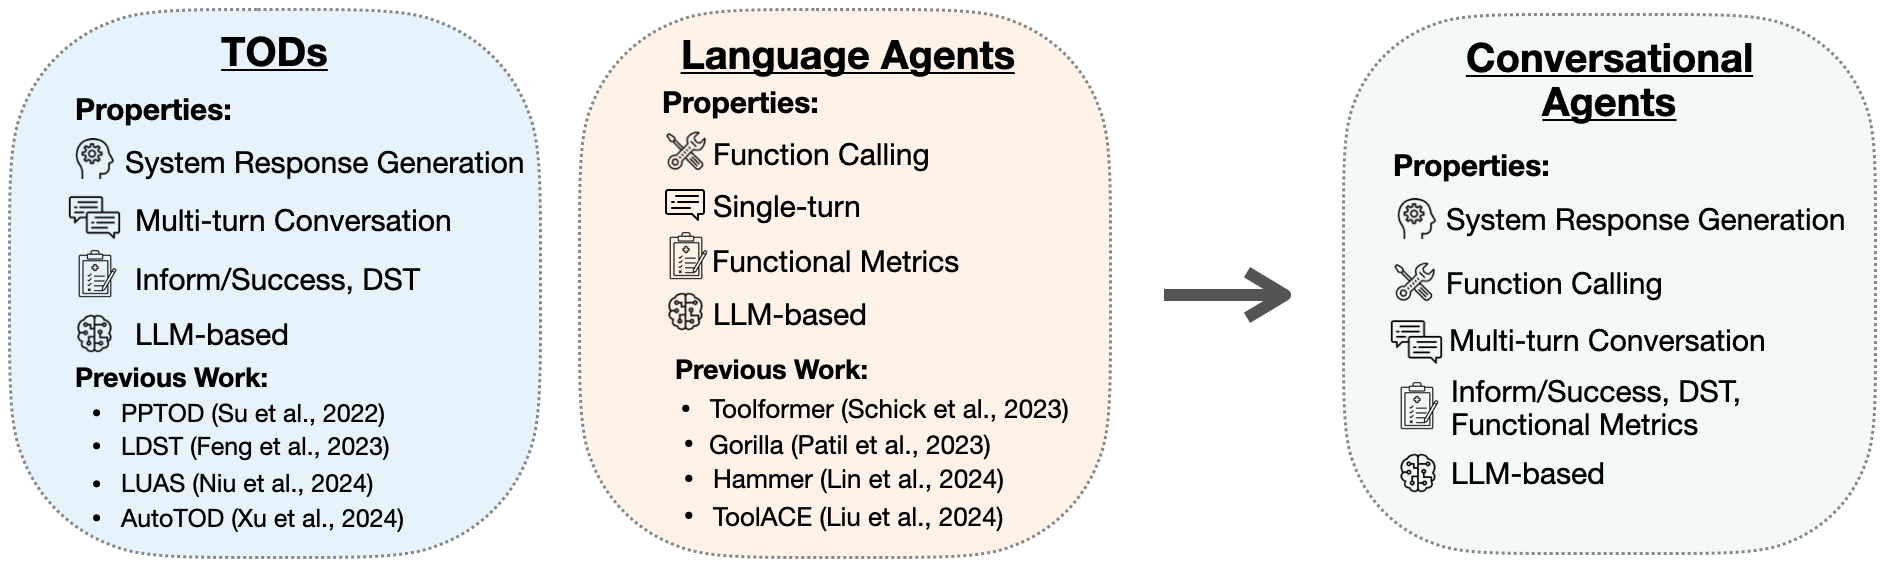 TODs
Properties:
System Response Generation
Multi-turn Conversation
Inform/Success, DST
LLM-based
Previous Work:
• PPTOD (Su et al., 2022)
• LDST (Feng et al., 2023)
• LUAS (Niu et al., 2024)
• AutoTOD (Xu et al., 2024)
Language Agents
Properties:
Function Calling
Single-turn
Functional Metrics
LLM-based
Previous Work:
• Toolformer (Schick et al., 2023)
• Gorilla (Patil et al., 2023)
• Hammer (Lin et al., 2024)
• ToolACE (Liu et al., 2024)
Conversational
Agents
Properties:
System Response Generation
Function Calling
Multi-turn Conversation
Inform/Success, DST,
Functional Metrics
LLM-based